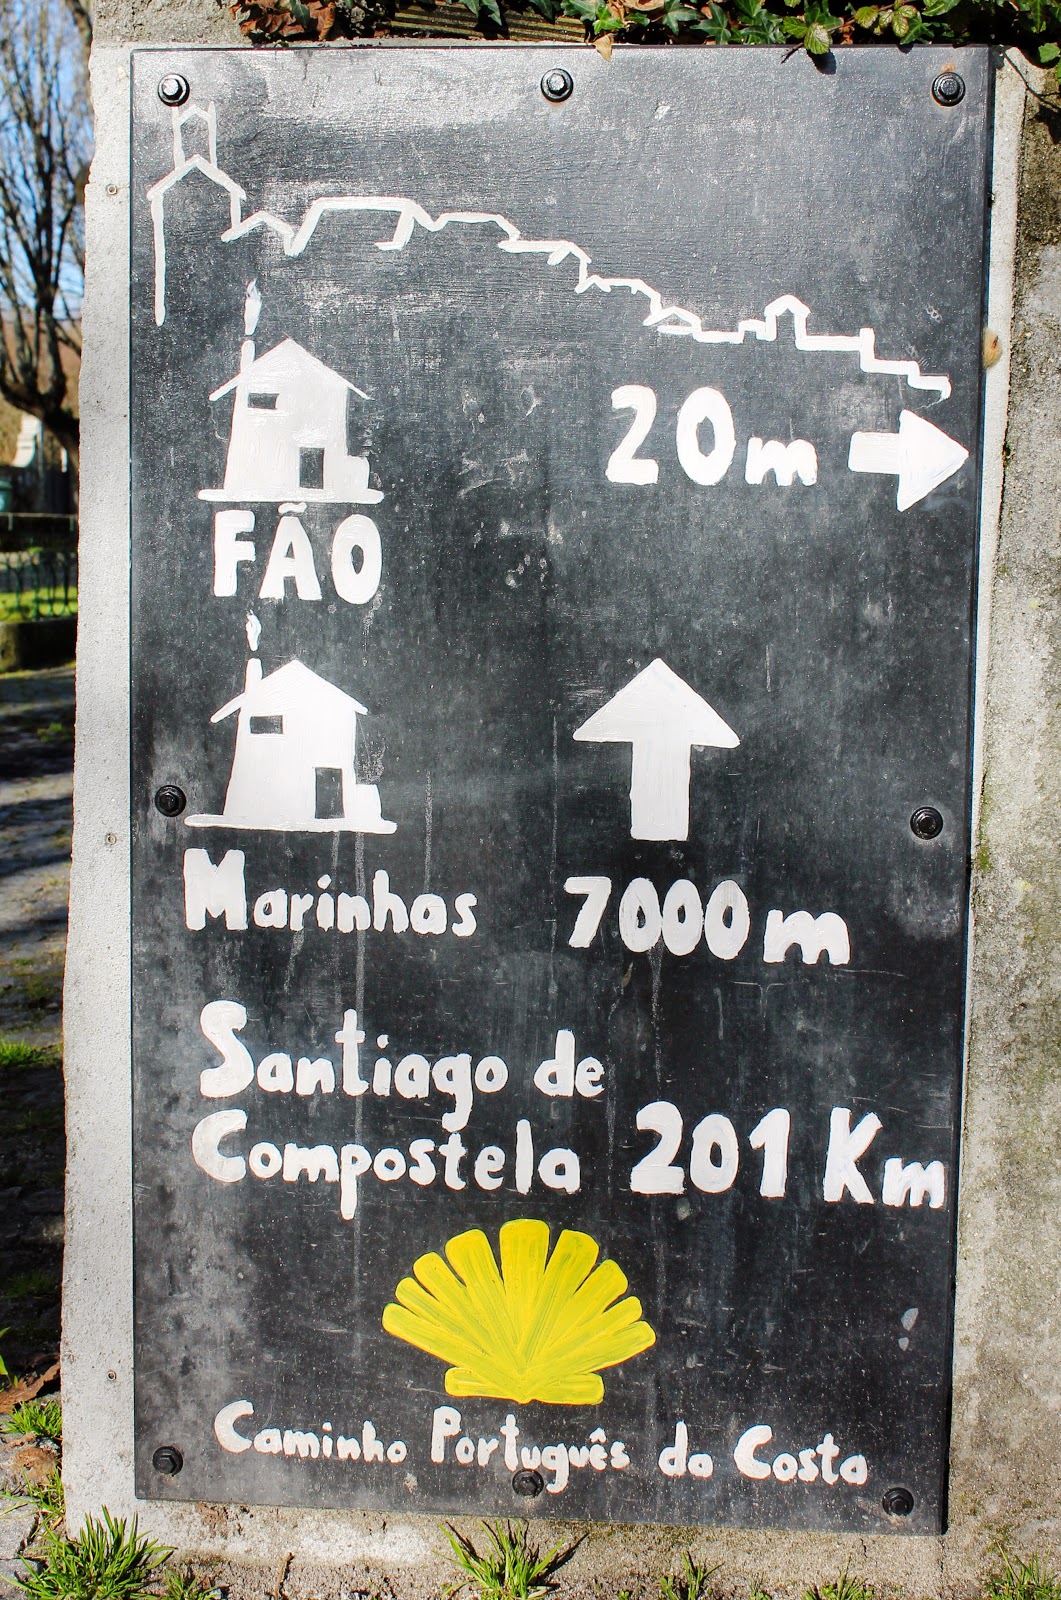 20m
FÃO
Marinhas 7000m
Santiago de
Compostela 201 Km
Caminho Português da Costa